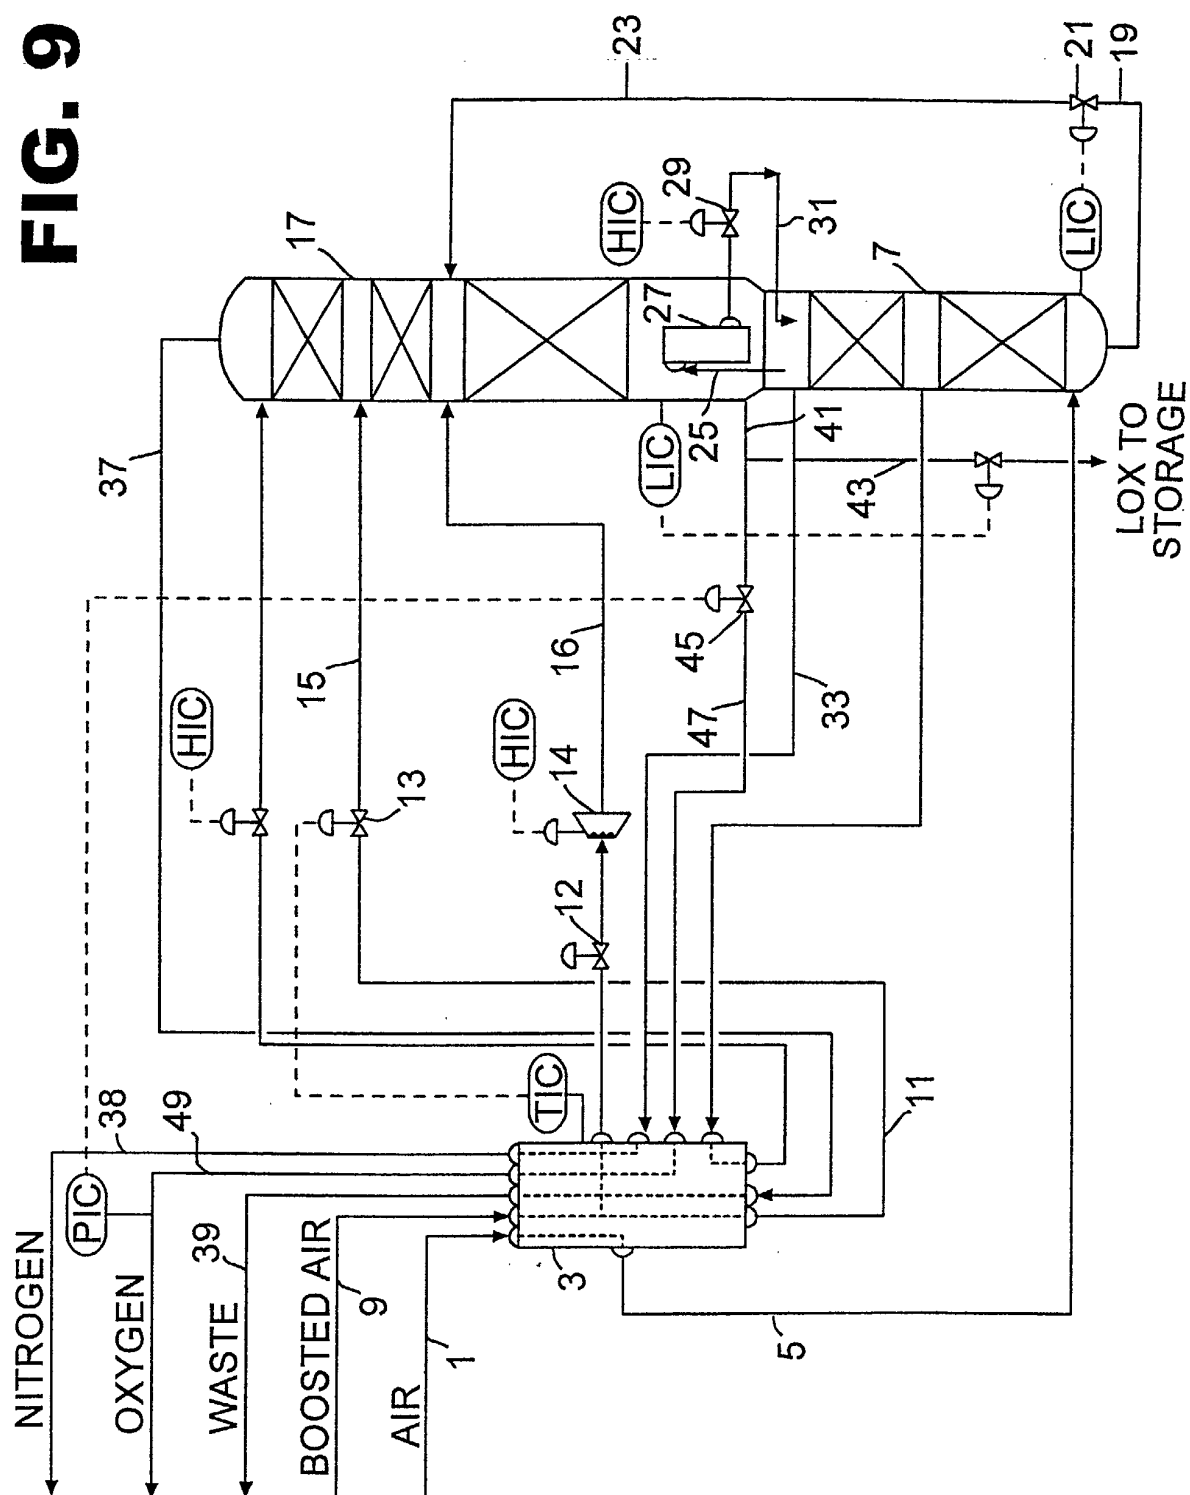 FIG. 9
NITROGEN
OXYGEN
WASTE
BOOSTED AIR
AIR
38
49
39
9
1
PIC
3
5
TIC
11
37
HIC
15
13
HIC
12
14
16
17
47
45
33
LIC
25
41
43
27
HIC
29
31
7
LIC
23
21
19
LOX TO
STORAGE